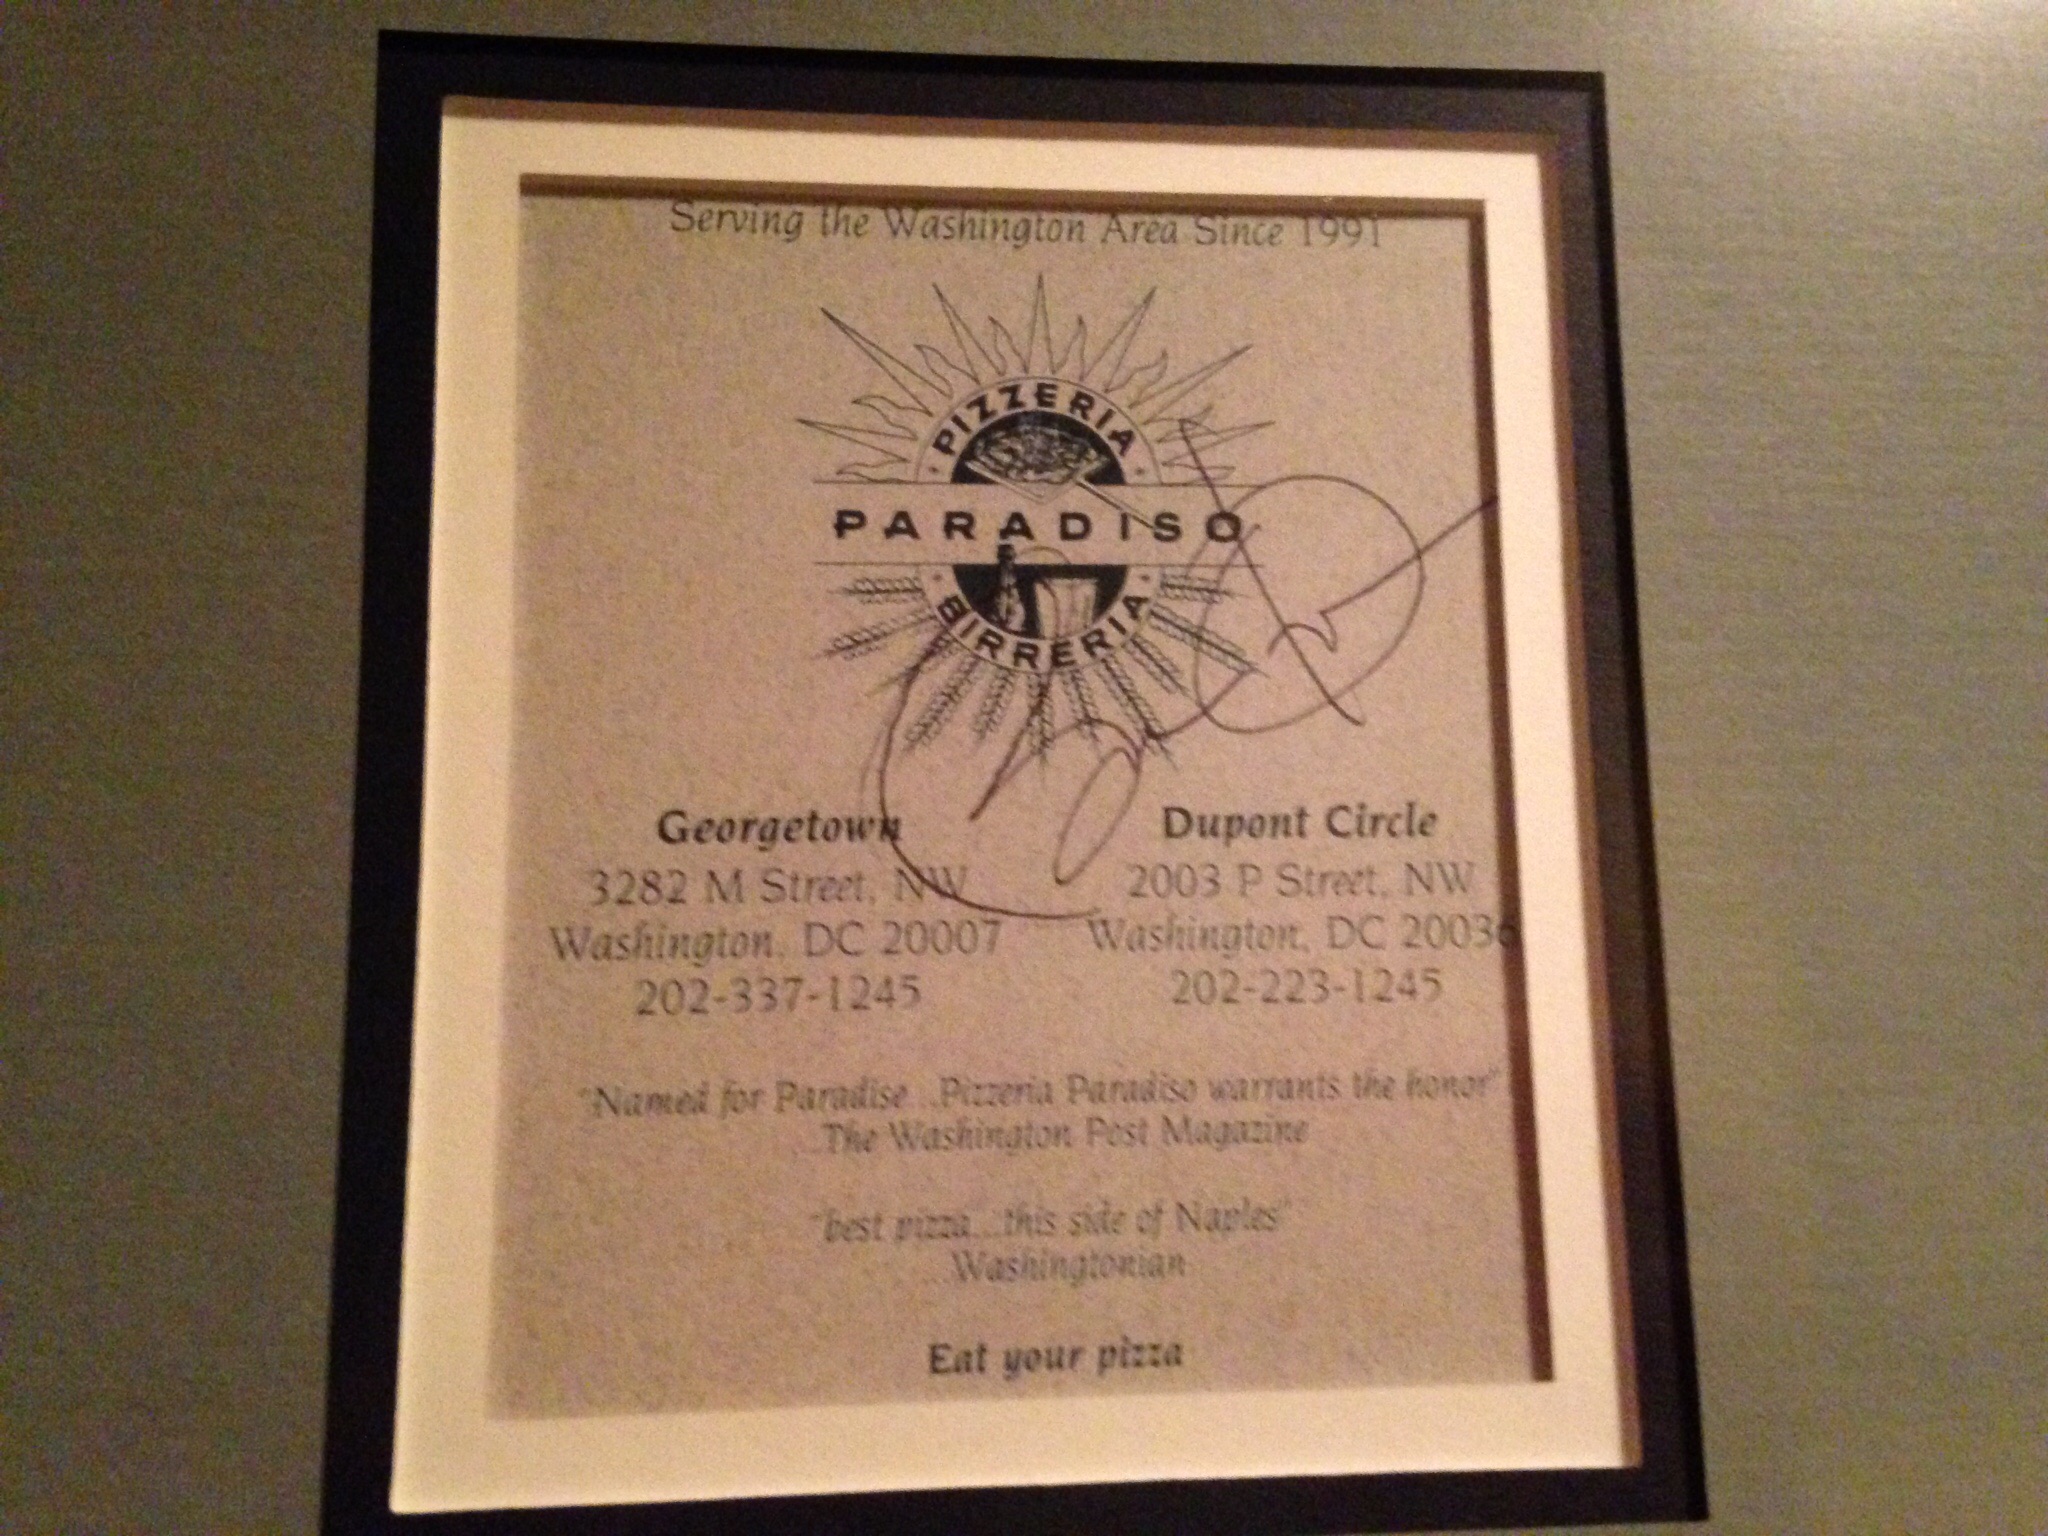 Serving the Washington Area Since 1991
PIZZERIA
PARADISO
BIRRERIA
Georgetown
3282 M Street, NW
Washington, DC 20007
202-337-1245
Dupont Circle
2003 P Street, NW
Washington, DC 20036
202-223-1245
"Named for Paradise...Pizzeria Paradiso warrants the honor"
...The Washington Post Magazine
"best pizza...this side of Naples"
...Washingtonian
Eat your pizza